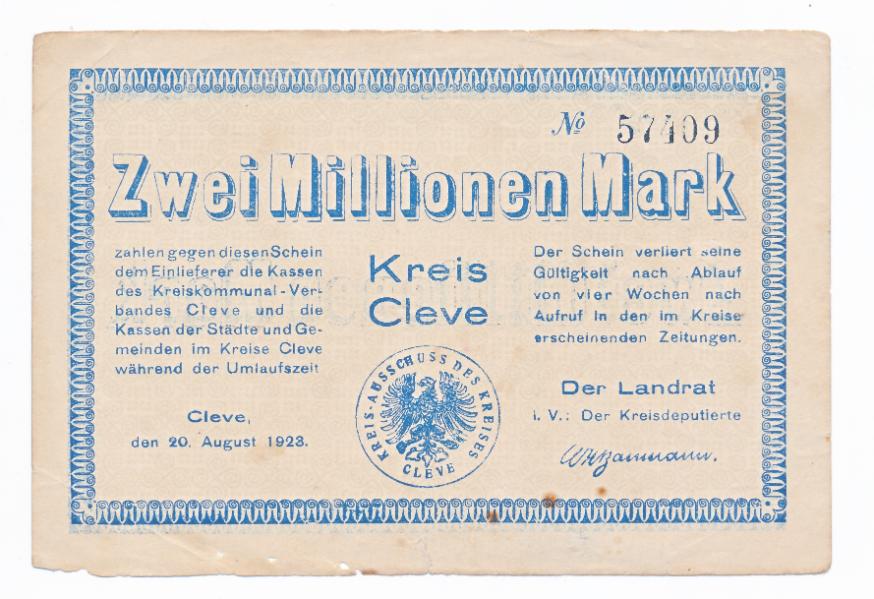 № 57409
Zwei Millionen Mark
zahlen gegen diesen Schein
dem Einlieferer die Kassen
des Kreiskommunal-Ver-
bandes Cleve und die
Kassen der Städte und Ge-
meinden im Kreise Cleve
während der Umlaufszeit
Cleve,
den 20. August 1923.
Kreis
Cleve
KREIS-AUSSCHUSS DES KREISES
CLEVE
Der Schein verliert seine
Gültigkeit nach Ablauf
von vier Wochen nach
Aufruf in den im Kreise
erscheinenden Zeitungen.
Der Landrat
i. V.: Der Kreisdeputierte